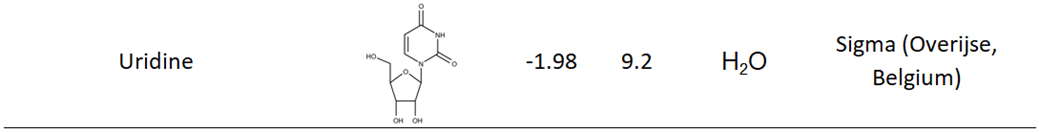 Uridine
O
NH
N
O
HO
O
OH OH
-1.98
9.2
H₂O
Sigma (Overijse,
Belgium)